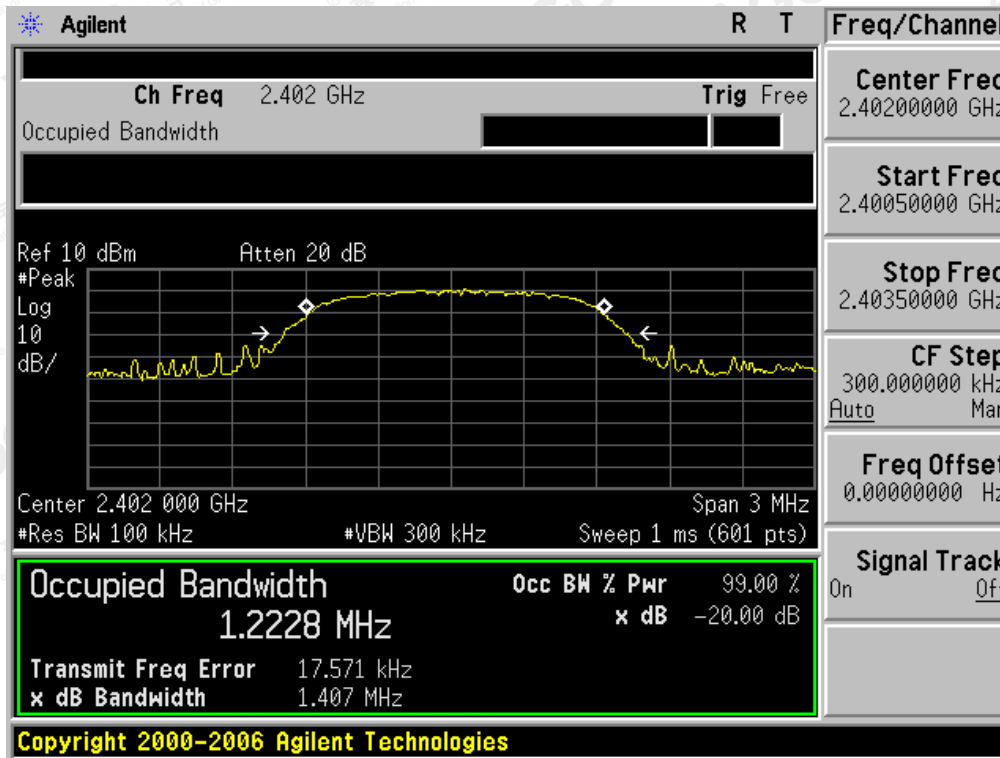 Agilent R T Freq/Channel
Ch Freq 2.402 GHz Trig Free
Occupied Bandwidth
Center Freq
2.40200000 GHz
Start Freq
2.40050000 GHz
Stop Freq
2.40350000 GHz
CF Step
300.000000 kHz
Auto Man
Freq Offset
0.00000000 Hz
Signal Track
On Off
Ref 10 dBm Atten 20 dB
#Peak
Log
10
dB/
Center 2.402 000 GHz Span 3 MHz
#Res BW 100 kHz #VBW 300 kHz Sweep 1 ms (601 pts)
Occupied Bandwidth Occ BW % Pwr 99.00 %
1.2228 MHz x dB -20.00 dB
Transmit Freq Error 17.571 kHz
x dB Bandwidth 1.407 MHz
Copyright 2000-2006 Agilent Technologies